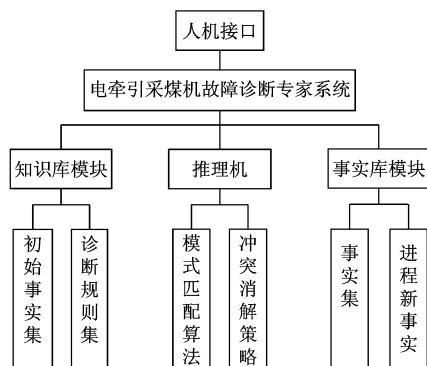 人机接口
电牵引采煤机故障诊断专家系统
知识库模块
推理机
事实库模块
初始事实集
诊断规则集
模式匹配算法
冲突消解策略
事实集
进程新事实